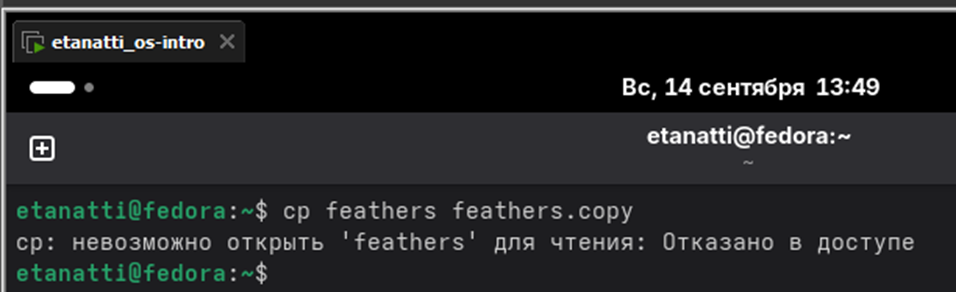 etanatti_os-intro
Вс, 14 сентября 13:49
etanatti@fedora:~
~
etanatti@fedora:~$ cp feathers feathers.copy
cp: невозможно открыть 'feathers' для чтения: Отказано в доступе
etanatti@fedora:~$